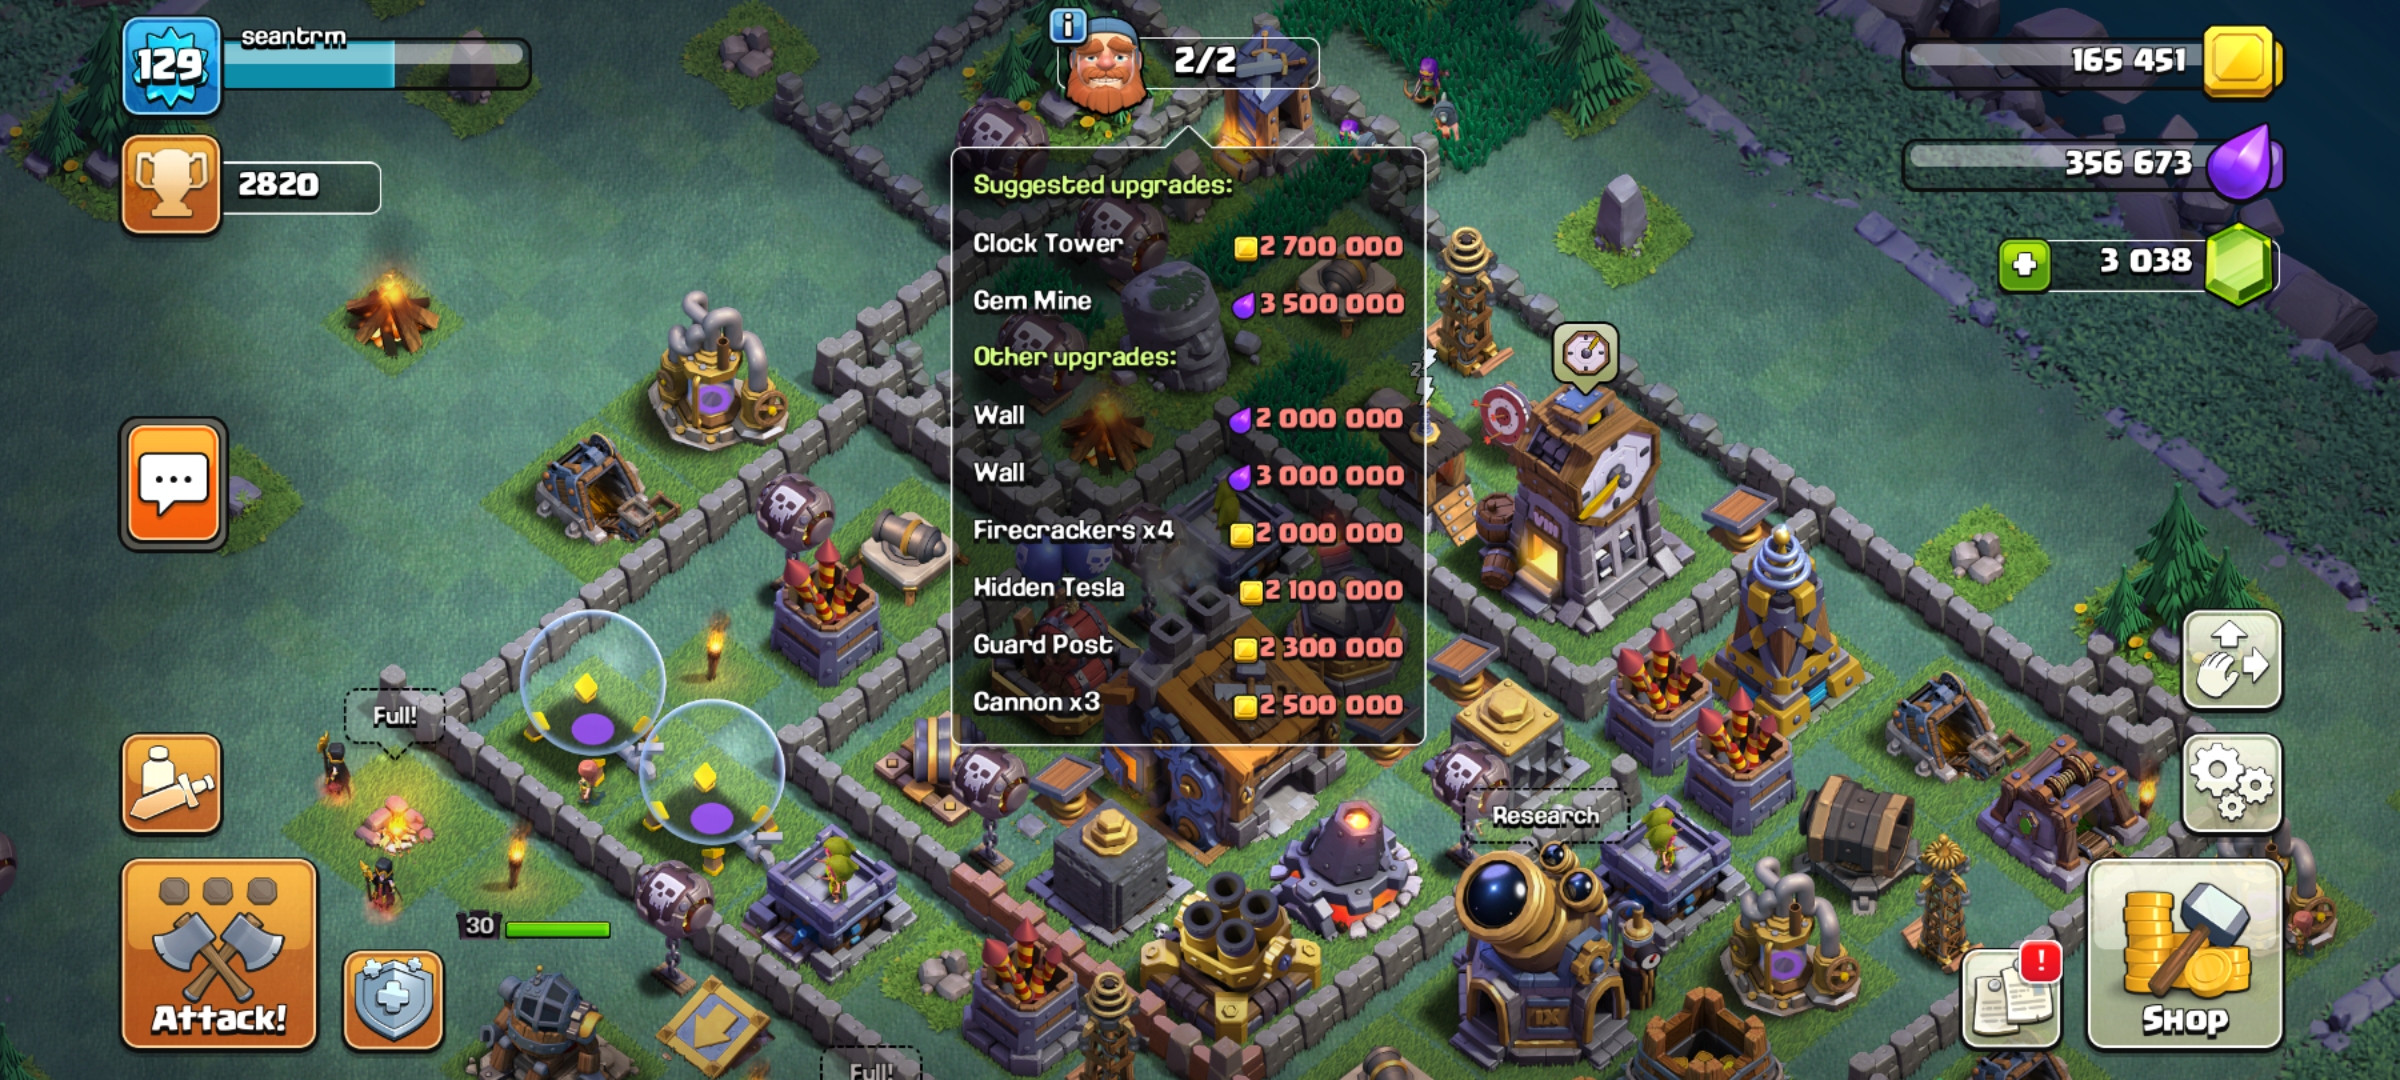 129
seantrm
2820
2/2
165 451
356 673
3 038
Suggested upgrades:
Clock Tower 2 700 000
Gem Mine 3 500 000
Other upgrades:
Wall 2 000 000
Wall 3 000 000
Firecrackers x4 2 000 000
Hidden Tesla 2 100 000
Guard Post 2 300 000
Cannon x3 2 500 000
VIII
Full!
Research
30
Attack!
IX
!
Shop
Full!